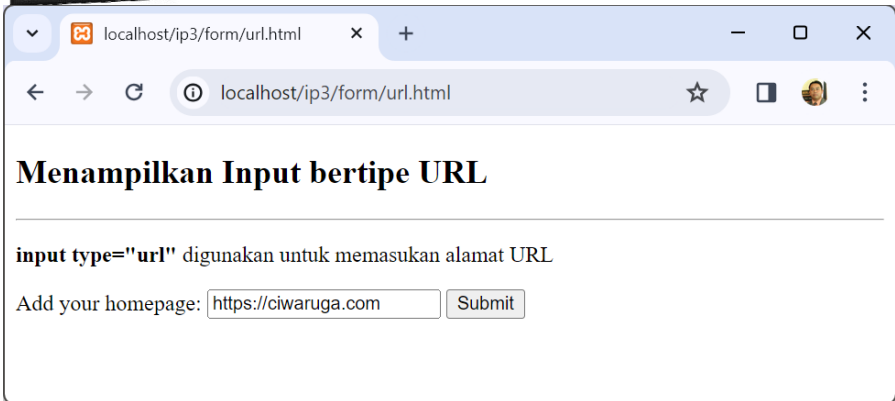 localhost/ip3/form/url.html
localhost/ip3/form/url.html
Menampilkan Input bertipe URL
input type="url" digunakan untuk memasukan alamat URL
Add your homepage: https://ciwaruga.com Submit